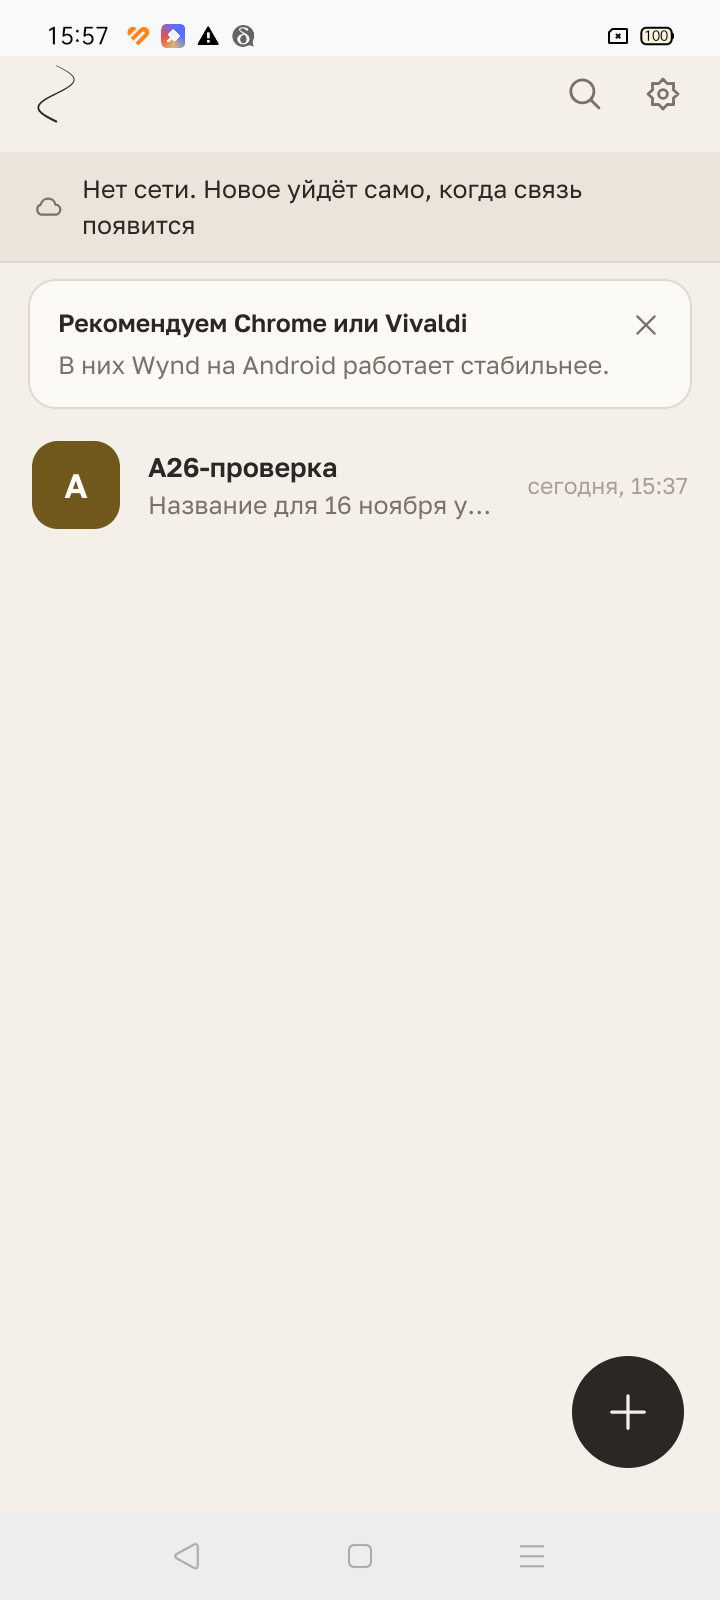 15:57
100
Нет сети. Новое уйдёт само, когда связь
появится
Рекомендуем Chrome или Vivaldi
В них Wynd на Android работает стабильнее.
А
А26-проверка
сегодня, 15:37
Название для 16 ноября у...